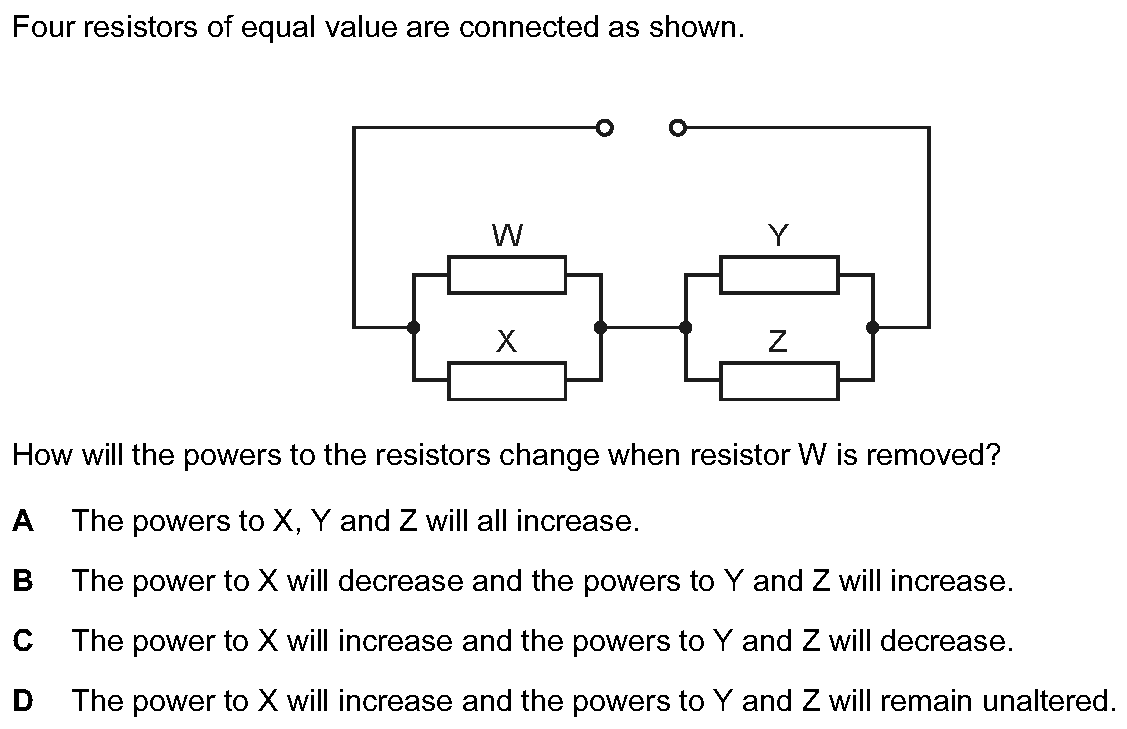 Four resistors of equal value are connected as shown.
W
Y
X
Z
How will the powers to the resistors change when resistor W is removed?
A The powers to X, Y and Z will all increase.
B The power to X will decrease and the powers to Y and Z will increase.
C The power to X will increase and the powers to Y and Z will decrease.
D The power to X will increase and the powers to Y and Z will remain unaltered.